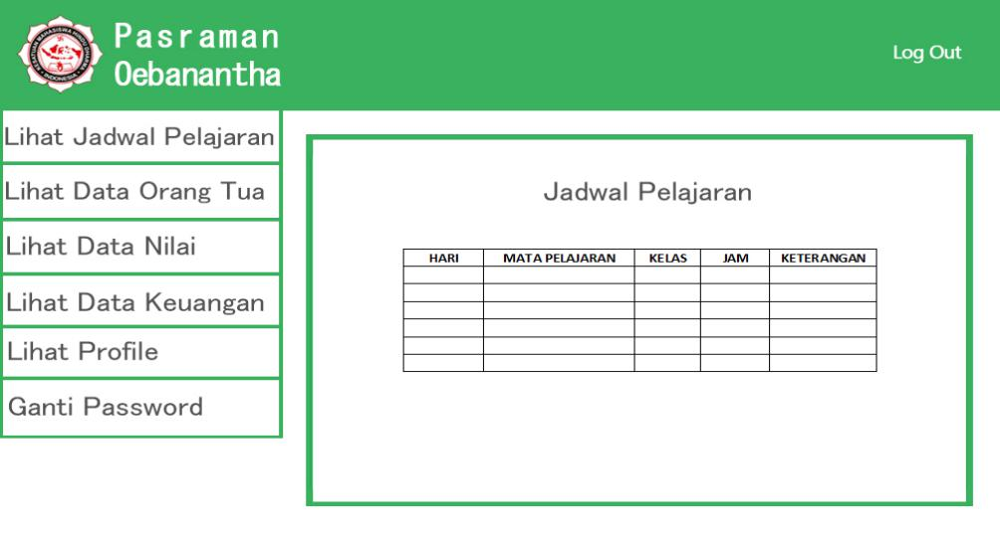 Pasraman
Oebanantha
Log Out
Lihat Jadwal Pelajaran
Lihat Data Orang Tua
Lihat Data Nilai
Lihat Data Keuangan
Lihat Profile
Ganti Password
Jadwal Pelajaran
HARI MATA PELAJARAN KELAS JAM KETERANGAN